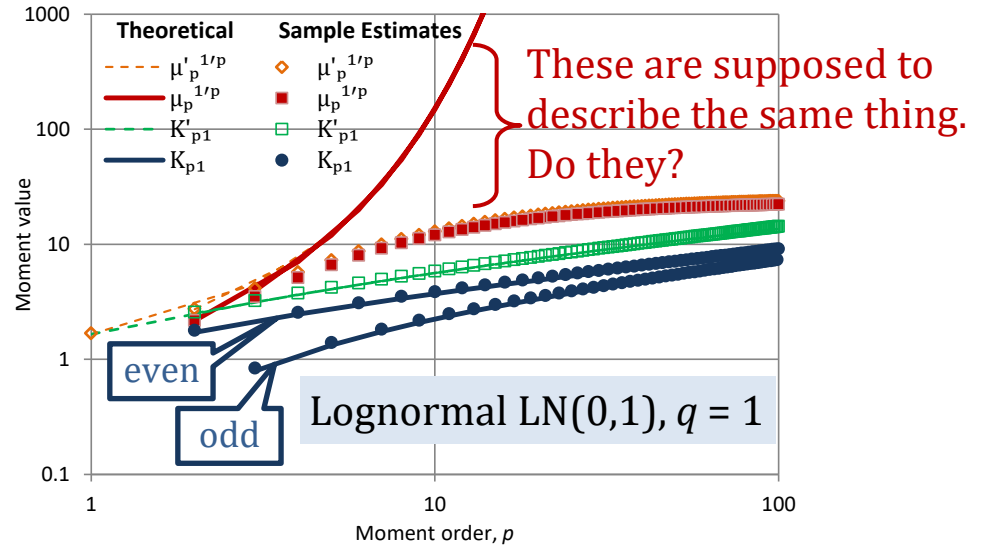 1000
100
10
1
0.1
1
10
100
Moment value
Moment order, p
Theoretical
μ'p1/p
μp1/p
K'p1
Kp1
Sample Estimates
μ'p1/p
μp1/p
K'p1
Kp1
These are supposed to
describe the same thing.
Do they?
even
odd
Lognormal LN(0,1), q = 1